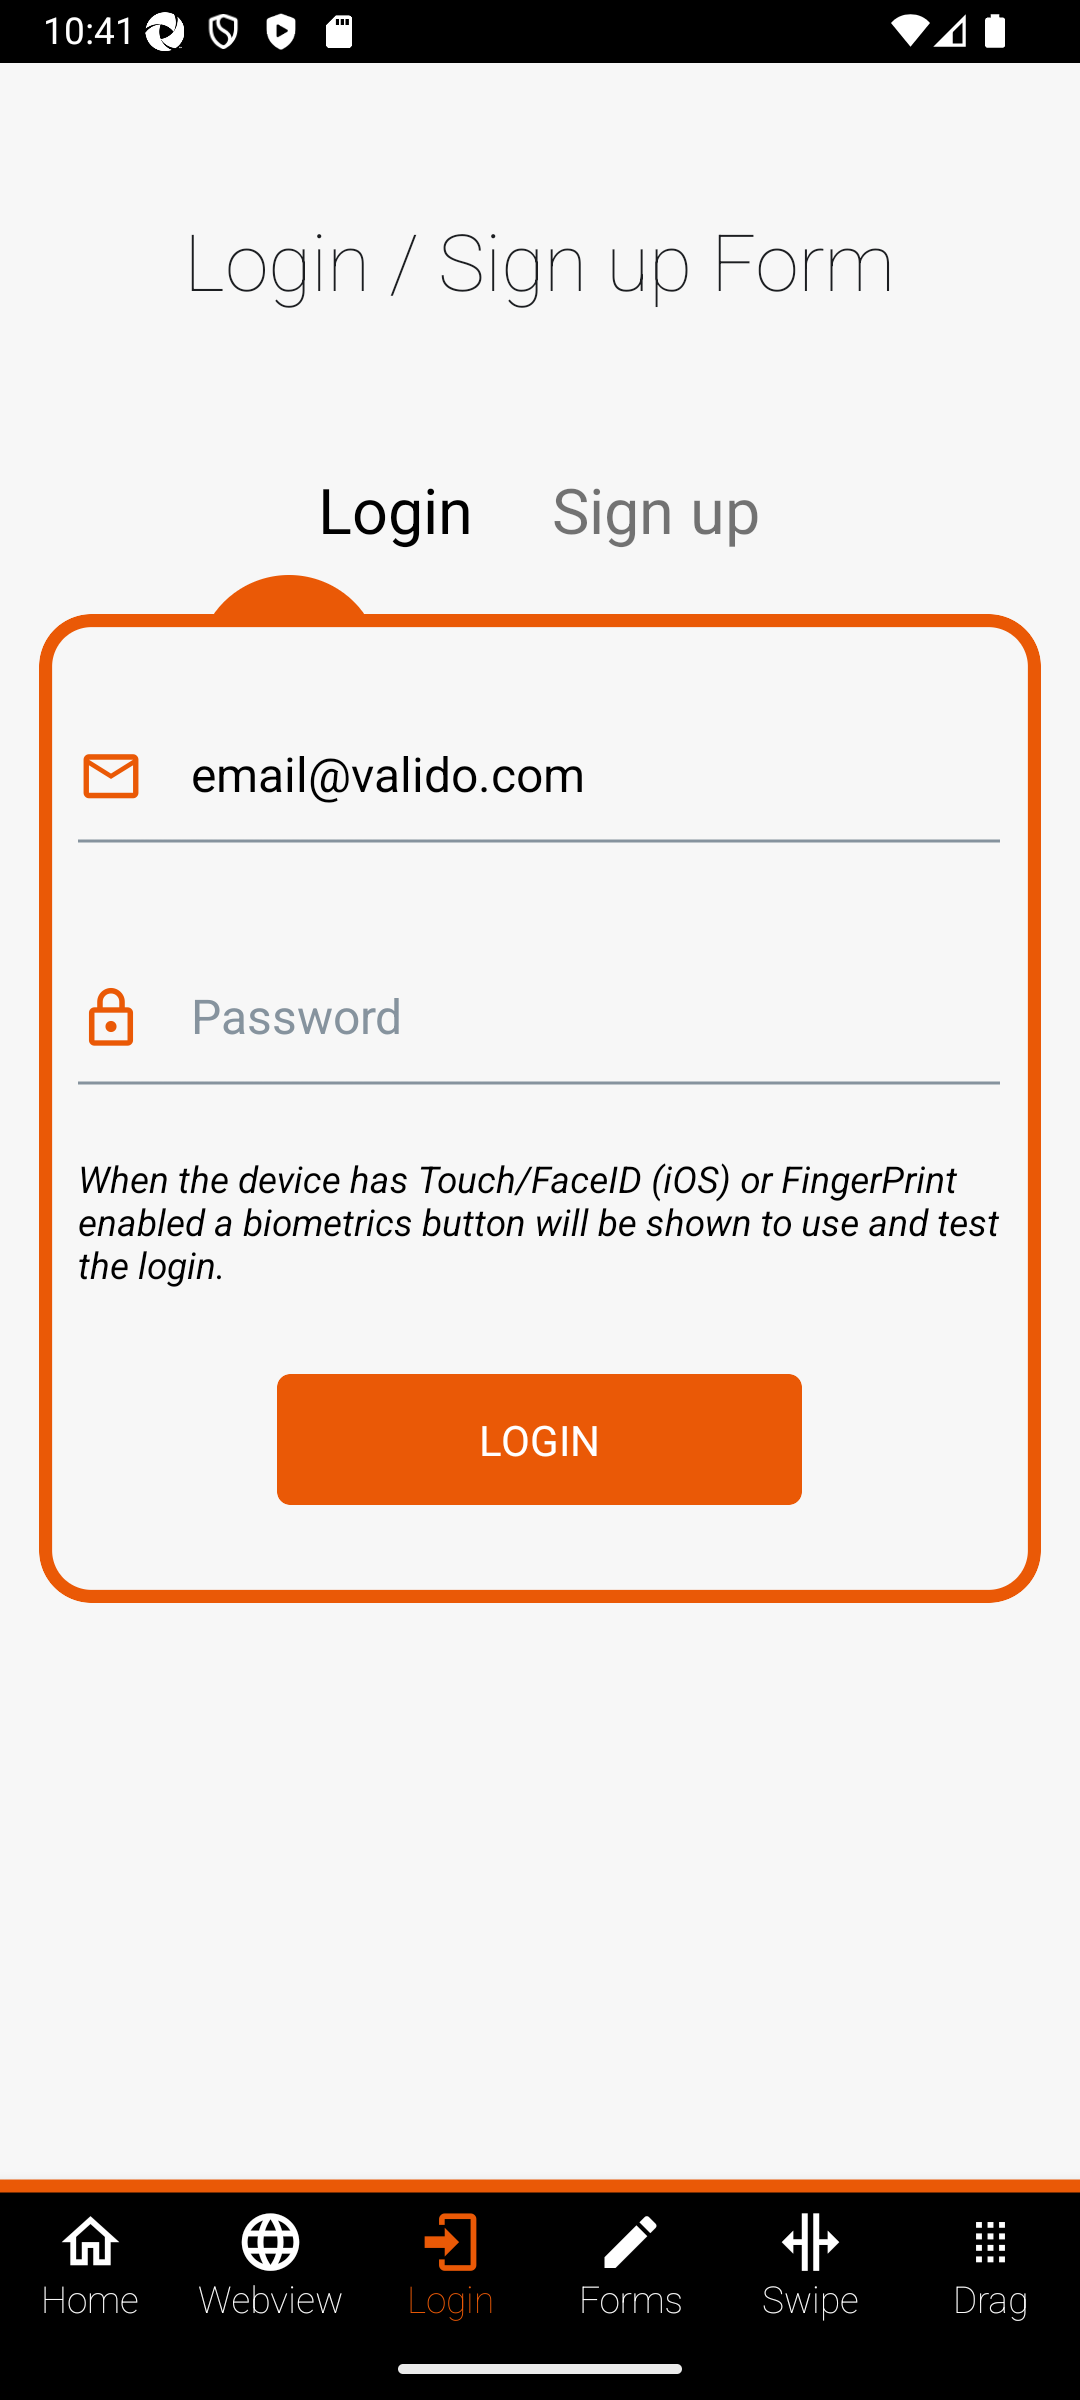 10:41
Login / Sign up Form
Login Sign up
email@valido.com
Password
When the device has Touch/FaceID (iOS) or FingerPrint
enabled a biometrics button will be shown to use and test
the login.
LOGIN
Home Webview Login Forms Swipe Drag